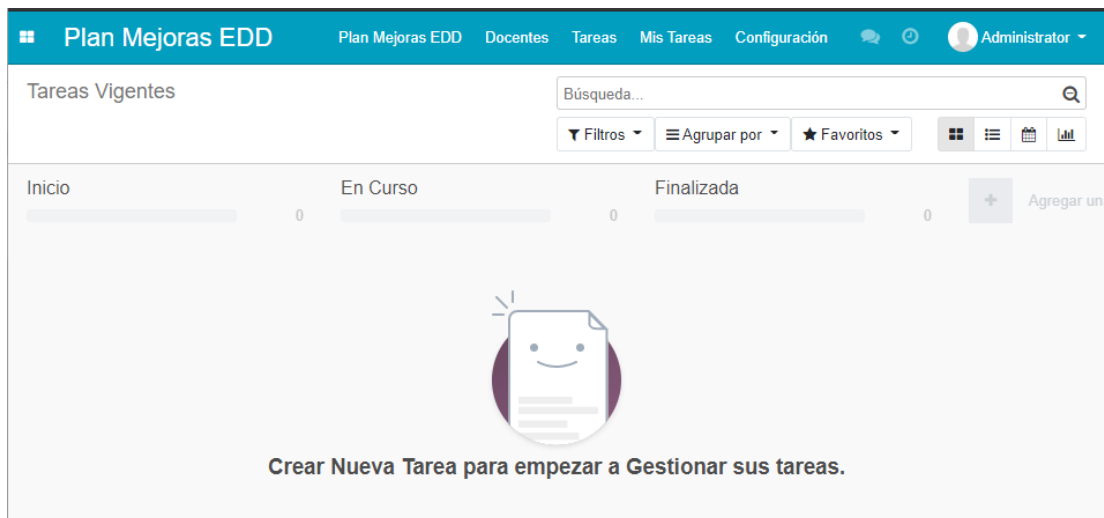 Plan Mejoras EDD Plan Mejoras EDD Docentes Tareas Mis Tareas Configuración Administrator
Tareas Vigentes Búsqueda...
Filtros Agrupar por Favoritos
Inicio En Curso Finalizada
0 0 0 Agregar un
Crear Nueva Tarea para empezar a Gestionar sus tareas.